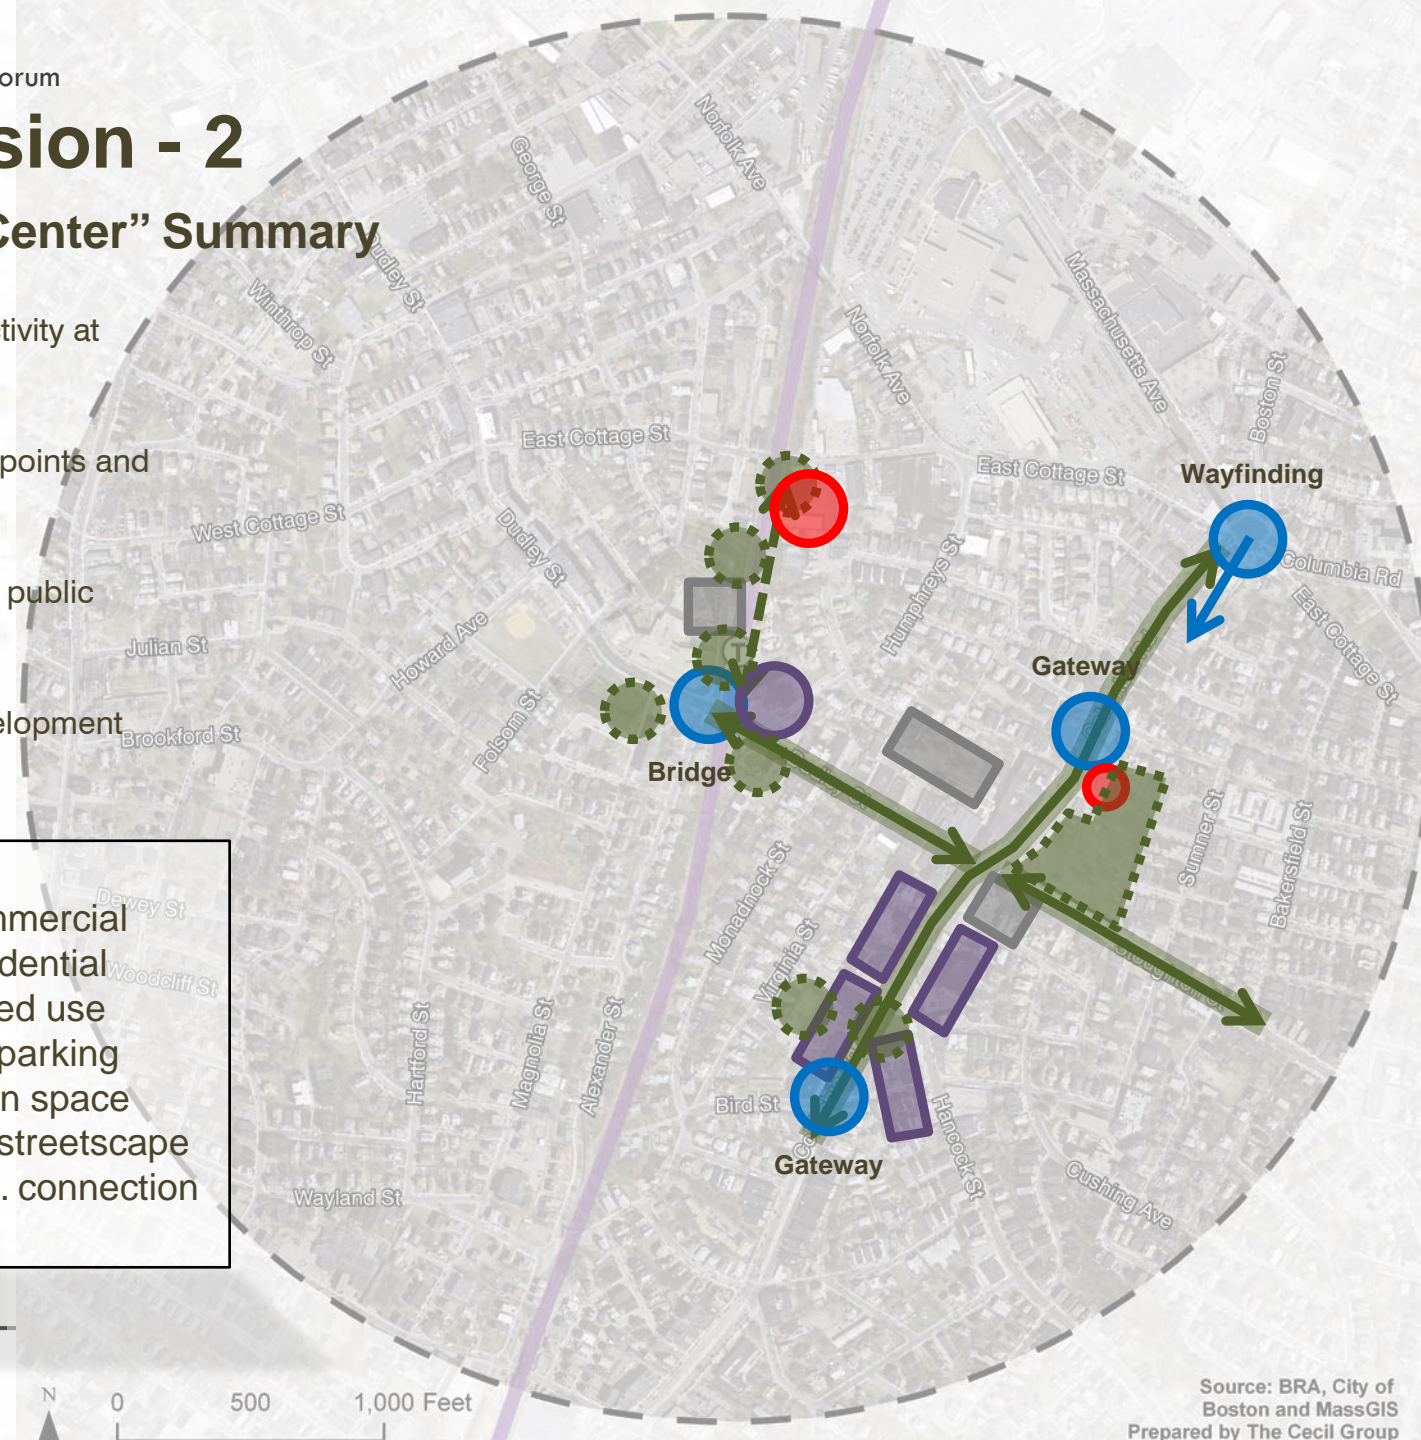 orum
sion - 2
Center” Summary
tivity at
points and
public
elopment
mmercial
idential
ed use
parking
n space
streetscape
. connection
Norfolk Ave
George St
Dudley St
Winthrop St
Massachusetts Ave
Norfolk Ave
Boston St
East Cottage St
East Cottage St
Wayfinding
West Cottage St
Dudley St
Humphreys St
Columbia Rd
East Cottage St
Julian St
Howard Ave
T
Gateway
Folsom St
Brookford St
Bridge
Sumner St
Bakersfield St
Dewey St
Monadnock St
Woodcliff St
Virginia St
Stoughton St
Hartford St
Magnolia St
Alexander St
Bird St
Hancock St
Gateway
Cushing Ave
Wayland St
N
0 500 1,000 Feet
Source: BRA, City of
Boston and MassGIS
Prepared by The Cecil Group